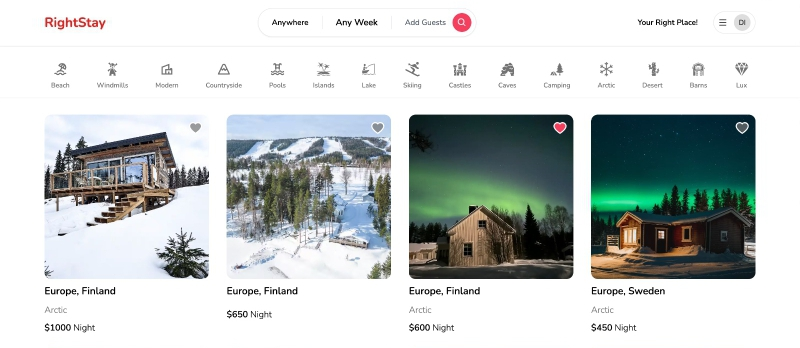 RightStay
Anywhere
Any Week
Add Guests
Your Right Place!
DI
Beach
Windmills
Modern
Countryside
Pools
Islands
Lake
Skiing
Castles
Caves
Camping
Arctic
Desert
Barns
Lux
Europe, Finland
Arctic
$1000 Night
Europe, Finland
$650 Night
Europe, Finland
Arctic
$600 Night
Europe, Sweden
Arctic
$450 Night